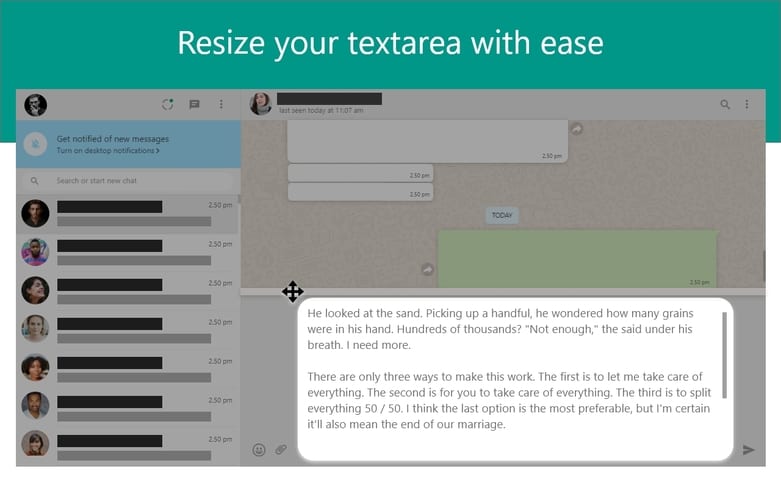 Resize your textarea with ease
last seen today at 11:07 am
Get notified of new messages
Turn on desktop notifications >
Search or start new chat
2.50 pm
2.50 pm
2.50 pm
2.50 pm
2.50 pm
2.50 pm
2.50 pm
2.50 pm
2.50 pm
2.50 pm
TODAY
2.50 pm
He looked at the sand. Picking up a handful, he wondered how many grains
were in his hand. Hundreds of thousands? "Not enough," the said under his
breath. I need more.
There are only three ways to make this work. The first is to let me take care of
everything. The second is for you to take care of everything. The third is to split
everything 50 / 50. I think the last option is the most preferable, but I'm certain
it'll also mean the end of our marriage.